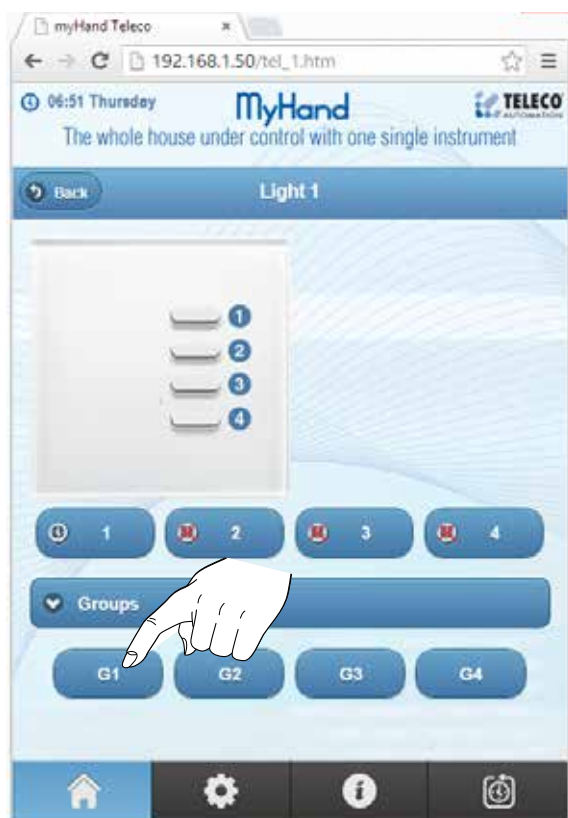 myHand Teleco
192.168.1.50/tel_1.htm
06:51 Thursday
MyHand
TELECO
AUTOMATION
The whole house under control with one single instrument
Back
Light 1
1
2
3
4
1 2 3 4
Groups
G1 G2 G3 G4